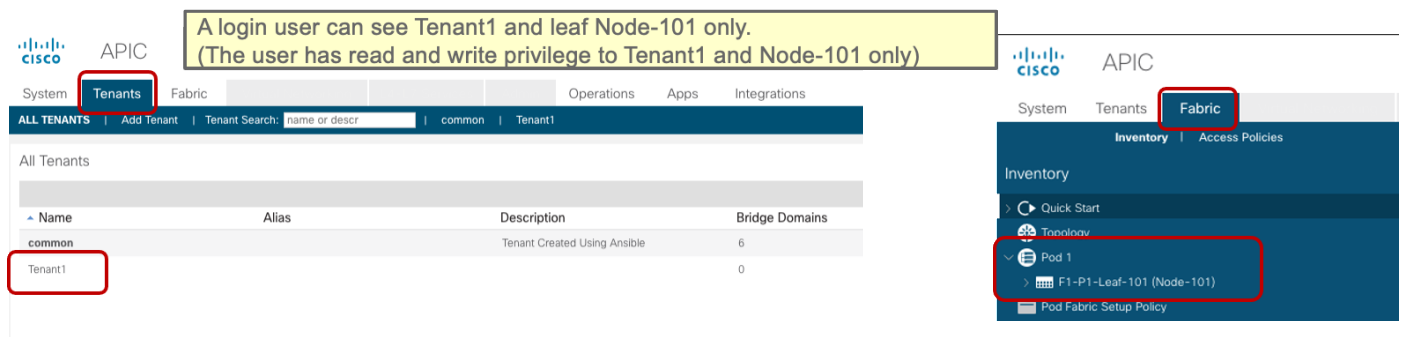 A login user can see Tenant1 and leaf Node-101 only.
(The user has read and write privilege to Tenant1 and Node-101 only)
CISCO APIC
System Tenants Fabric Operations Apps Integrations
ALL TENANTS | Add Tenant | Tenant Search: name or descr | common | Tenant1
All Tenants
Name Alias Description Bridge Domains
common Tenant Created Using Ansible 6
Tenant1 0
CISCO APIC
System Tenants Fabric
Inventory | Access Policies
Inventory
Quick Start
Topology
Pod 1
F1-P1-Leaf-101 (Node-101)
Pod Fabric Setup Policy